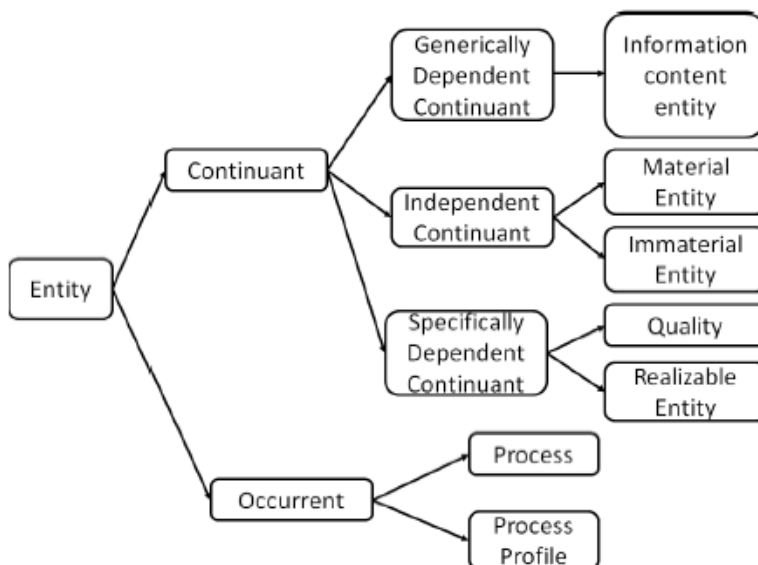 Generically
Dependent
Continuant
Information
content
entity
Continuant
Independent
Continuant
Material
Entity
Immaterial
Entity
Entity
Specifically
Dependent
Continuant
Quality
Realizable
Entity
Occurrent
Process
Process
Profile